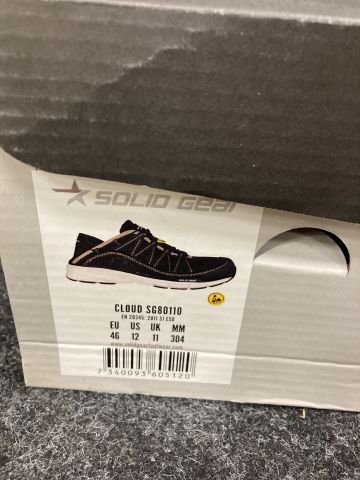 SOLID GEAR
CLOUD SG80110
EN 20345: 2011 S1 ESD
EU US UK MM
46 12 11 304
www.solidgearfootwear.com
7 340093 605120